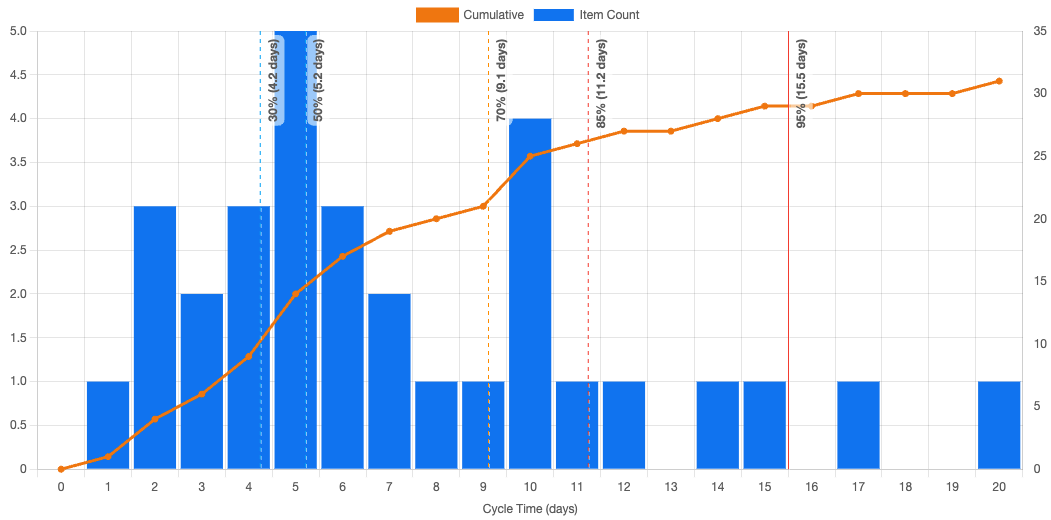 Cumulative Item Count
5.0 35
4.5
30
4.0
25
3.5
3.0
20
2.5
2.0
15
1.5
10
1.0
5
0.5
0 0
30% (4.2 days)
50% (5.2 days)
70% (9.1 days)
85% (11.2 days)
95% (15.5 days)
0 1 2 3 4 5 6 7 8 9 10 11 12 13 14 15 16 17 18 19 20
Cycle Time (days)